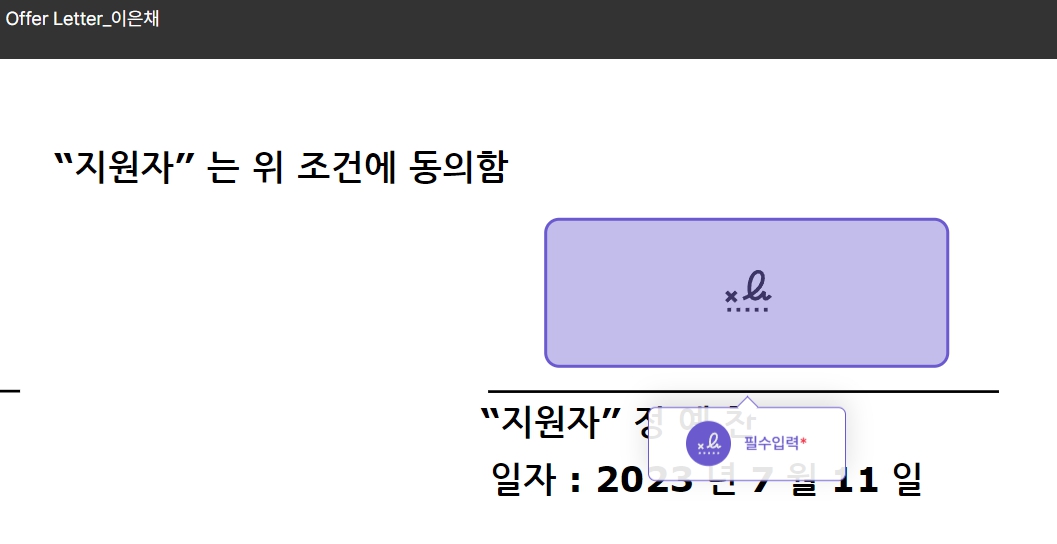 Offer Letter_이은채
“지원자” 는 위 조건에 동의함
“지원자” 정 예 찬
필수입력*
일자 : 2023 년 7 월 11 일